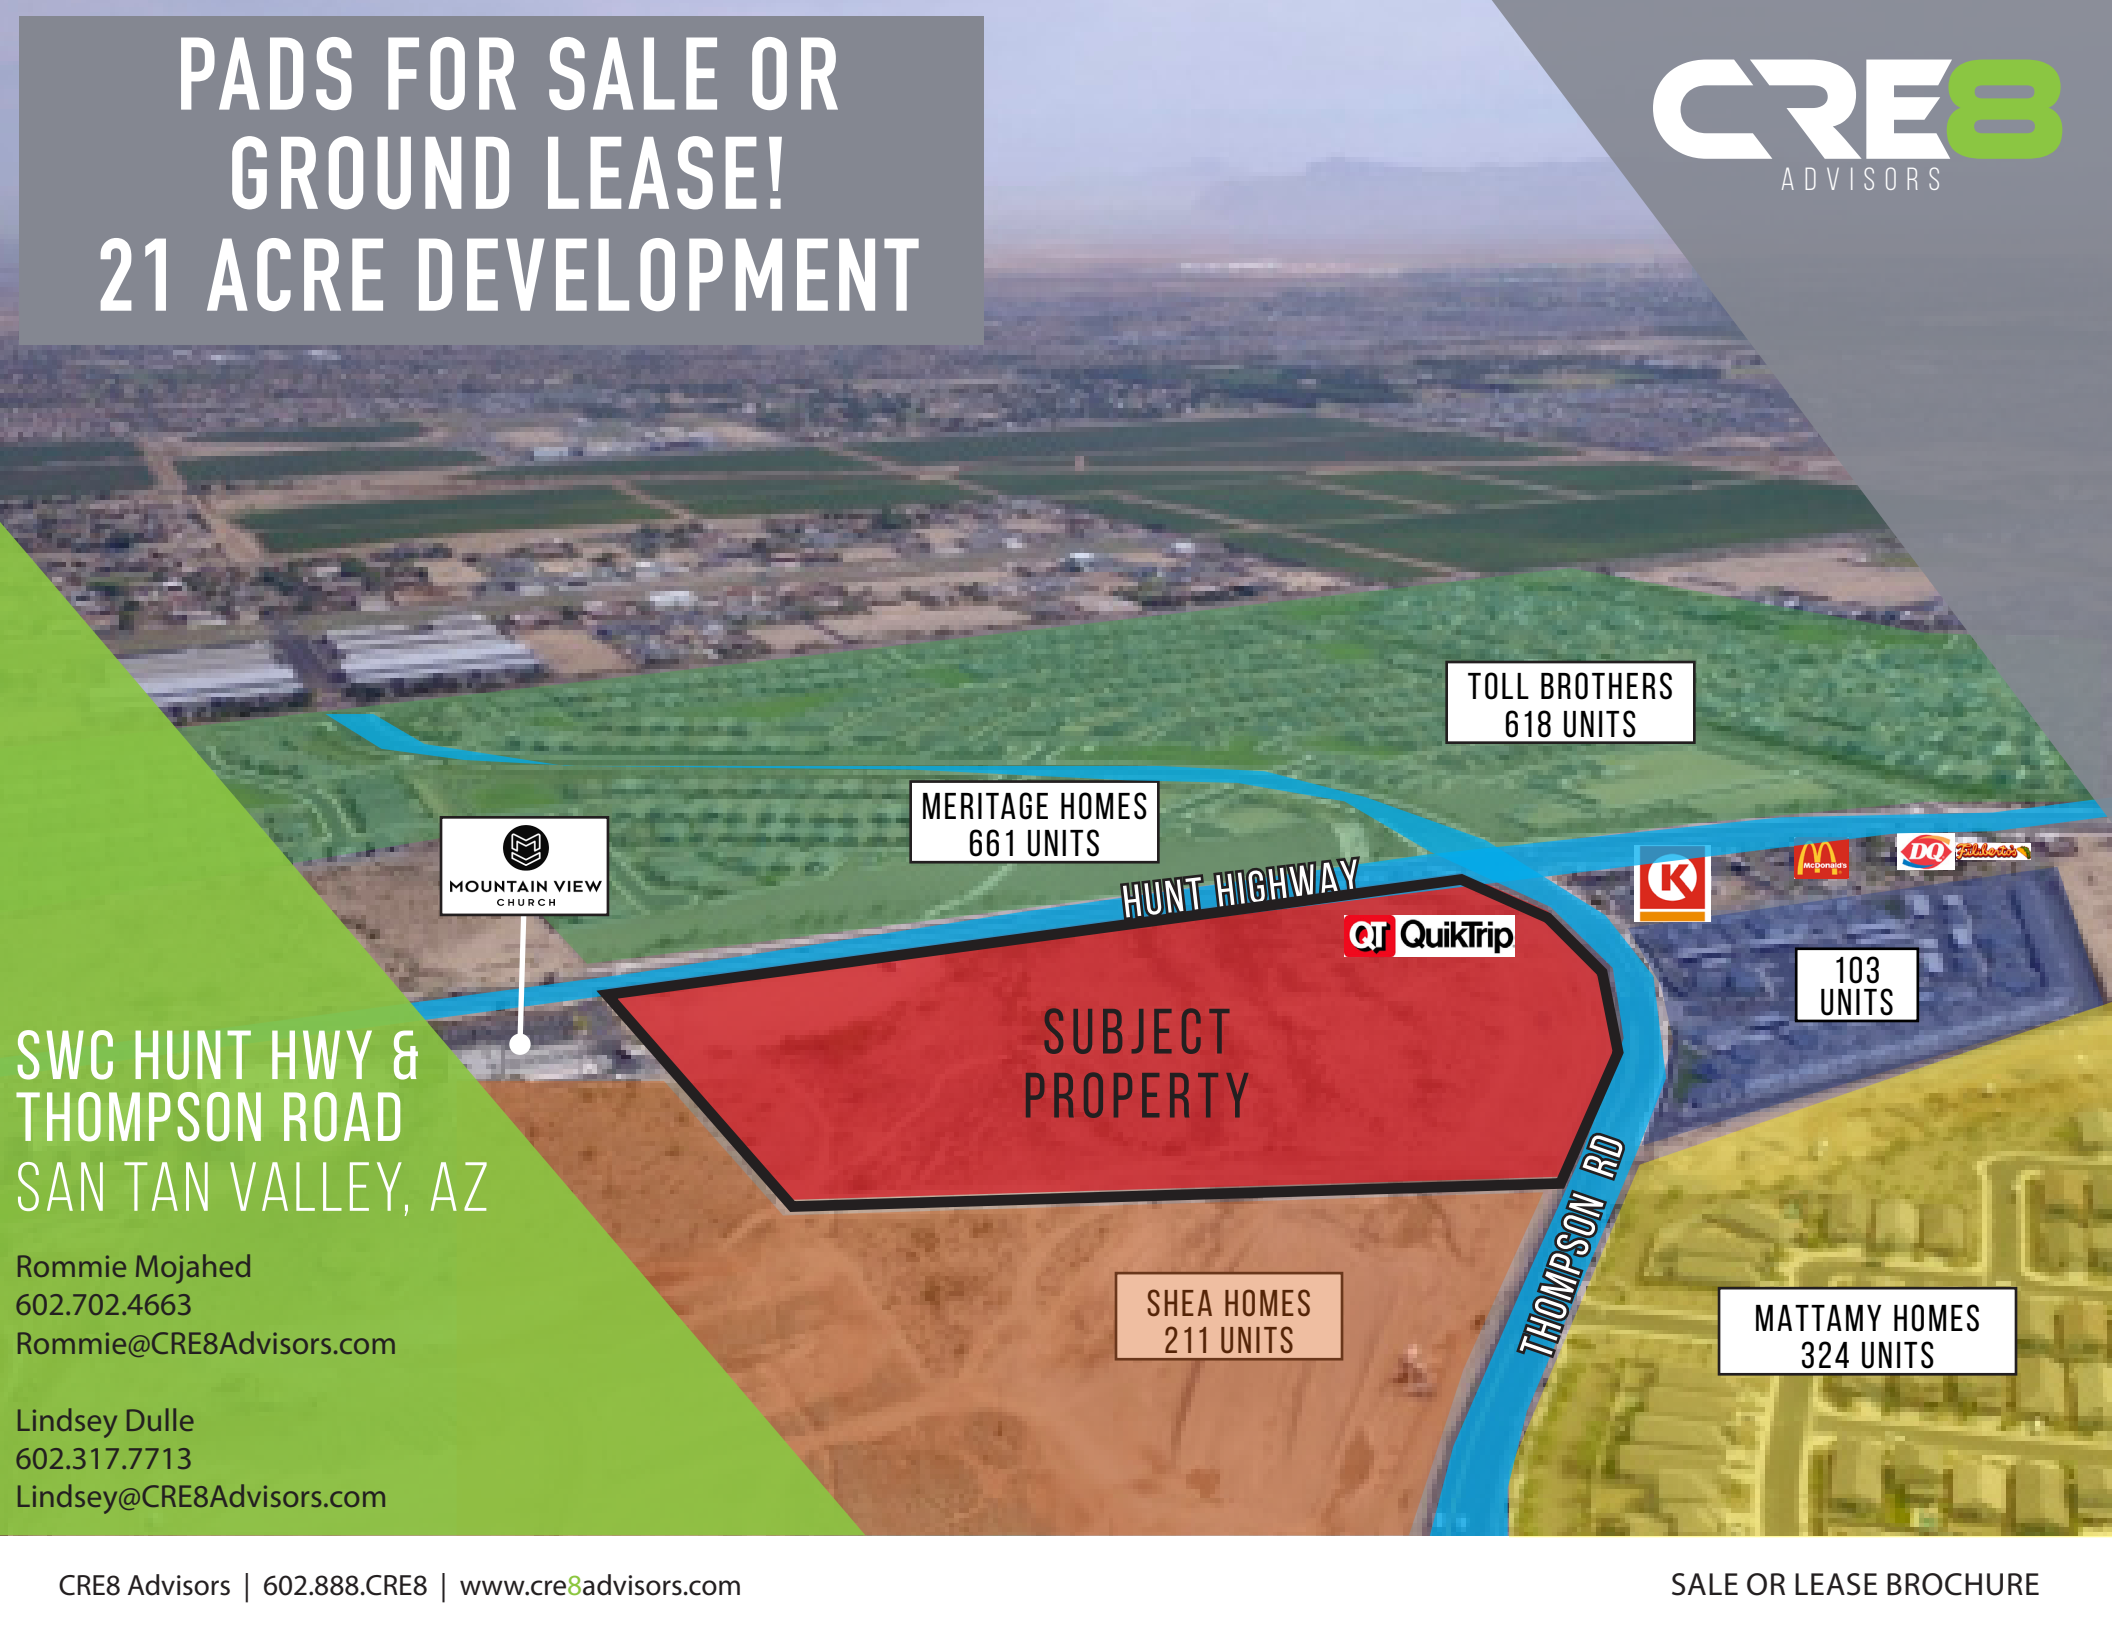 PADS FOR SALE OR
GROUND LEASE!
21 ACRE DEVELOPMENT
CRE8
ADVISORS
TOLL BROTHERS
618 UNITS
MERITAGE HOMES
661 UNITS
MOUNTAIN VIEW
CHURCH
HUNT HIGHWAY
QT QuikTrip
K
McDonald's
DQ
Filiberto's
103
UNITS
SUBJECT
PROPERTY
SWC HUNT HWY &
THOMPSON ROAD
SAN TAN VALLEY, AZ
THOMPSON RD
SHEA HOMES
211 UNITS
MATTAMY HOMES
324 UNITS
Rommie Mojahed
602.702.4663
Rommie@CRE8Advisors.com
Lindsey Dulle
602.317.7713
Lindsey@CRE8Advisors.com
CRE8 Advisors | 602.888.CRE8 | www.cre8advisors.com
SALE OR LEASE BROCHURE